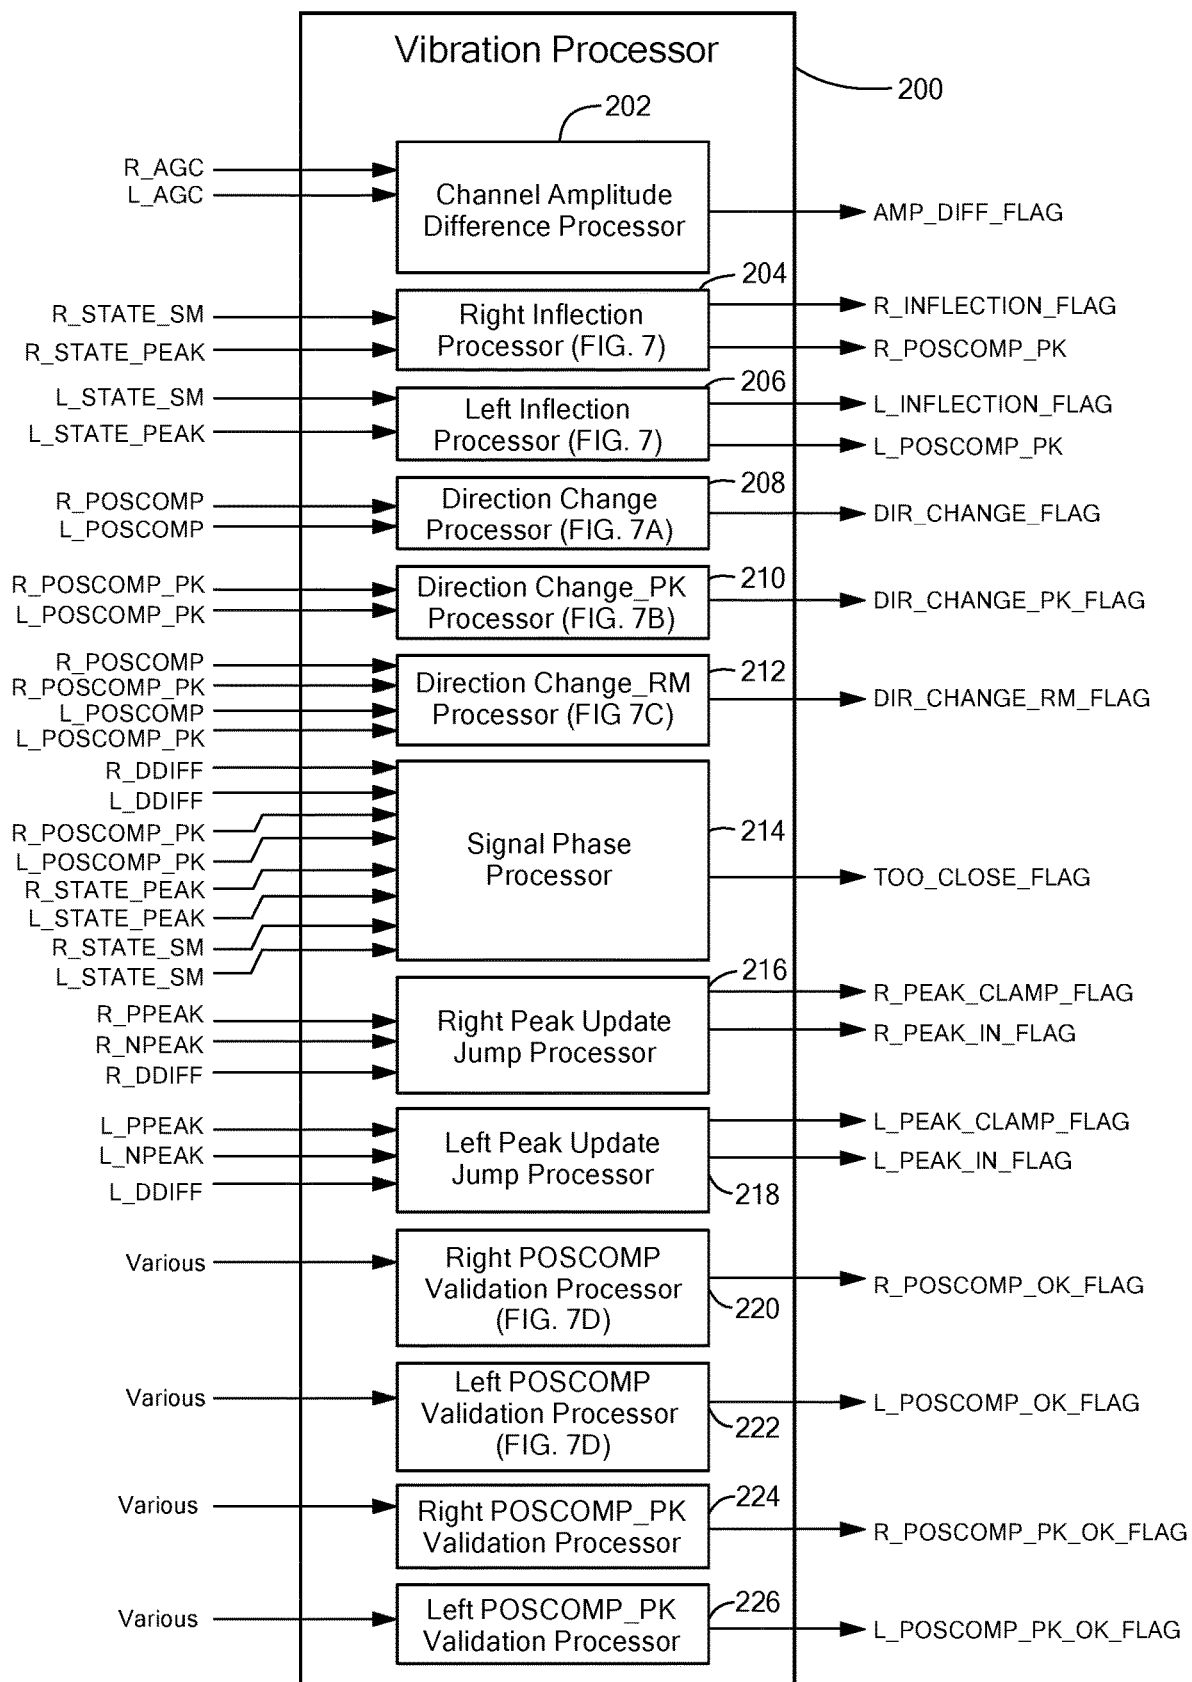 Vibration Processor
200
202
R_AGC
L_AGC
Channel Amplitude
Difference Processor
AMP_DIFF_FLAG
204
R_STATE_SM
R_STATE_PEAK
Right Inflection
Processor (FIG. 7)
R_INFLECTION_FLAG
R_POSCOMP_PK
206
L_STATE_SM
L_STATE_PEAK
Left Inflection
Processor (FIG. 7)
L_INFLECTION_FLAG
L_POSCOMP_PK
208
R_POSCOMP
L_POSCOMP
Direction Change
Processor (FIG. 7A)
DIR_CHANGE_FLAG
210
R_POSCOMP_PK
L_POSCOMP_PK
Direction Change_PK
Processor (FIG. 7B)
DIR_CHANGE_PK_FLAG
212
R_POSCOMP
R_POSCOMP_PK
L_POSCOMP
L_POSCOMP_PK
Direction Change_RM
Processor (FIG 7C)
DIR_CHANGE_RM_FLAG
R_DDIFF
L_DDIFF
R_POSCOMP_PK
L_POSCOMP_PK
R_STATE_PEAK
L_STATE_PEAK
R_STATE_SM
L_STATE_SM
Signal Phase
Processor
214
TOO_CLOSE_FLAG
216
R_PPEAK
R_NPEAK
R_DDIFF
Right Peak Update
Jump Processor
R_PEAK_CLAMP_FLAG
R_PEAK_IN_FLAG
L_PPEAK
L_NPEAK
L_DDIFF
Left Peak Update
Jump Processor
218
L_PEAK_CLAMP_FLAG
L_PEAK_IN_FLAG
Various
Right POSCOMP
Validation Processor
(FIG. 7D)
220
R_POSCOMP_OK_FLAG
Various
Left POSCOMP
Validation Processor
(FIG. 7D)
222
L_POSCOMP_OK_FLAG
Various
Right POSCOMP_PK
Validation Processor
224
R_POSCOMP_PK_OK_FLAG
Various
Left POSCOMP_PK
Validation Processor
226
L_POSCOMP_PK_OK_FLAG